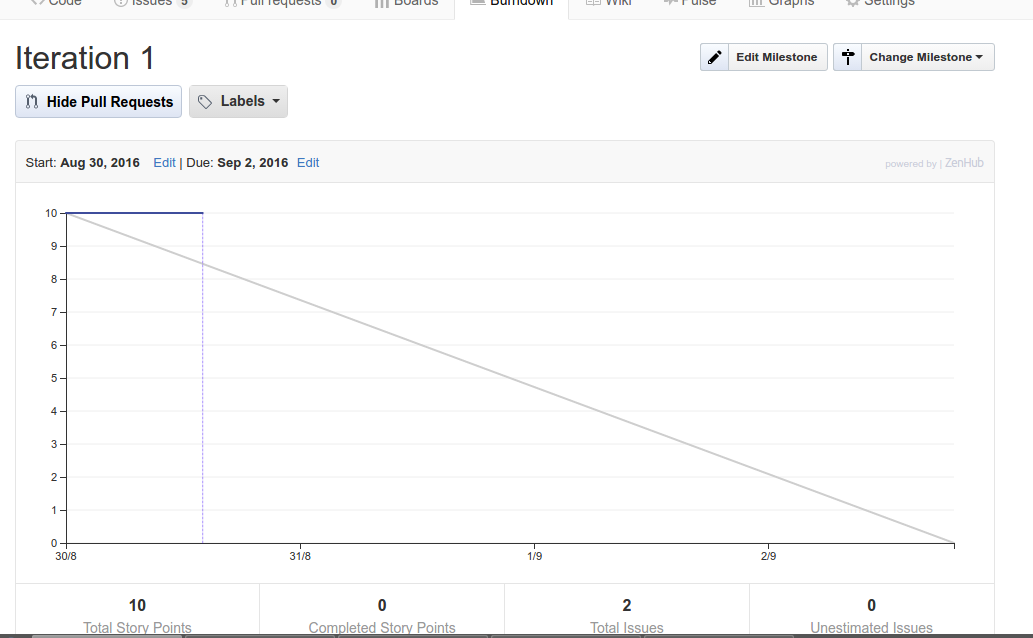 Code Issues 5 Pull requests 0 Boards Burndown Wiki Pulse Graphs Settings
Iteration 1
Edit Milestone Change Milestone
Hide Pull Requests Labels
Start: Aug 30, 2016 Edit | Due: Sep 2, 2016 Edit
powered by | ZenHub
10
9
8
7
6
5
4
3
2
1
0
30/8 31/8 1/9 2/9
10 0 2 0
Total Story Points Completed Story Points Total Issues Unestimated Issues